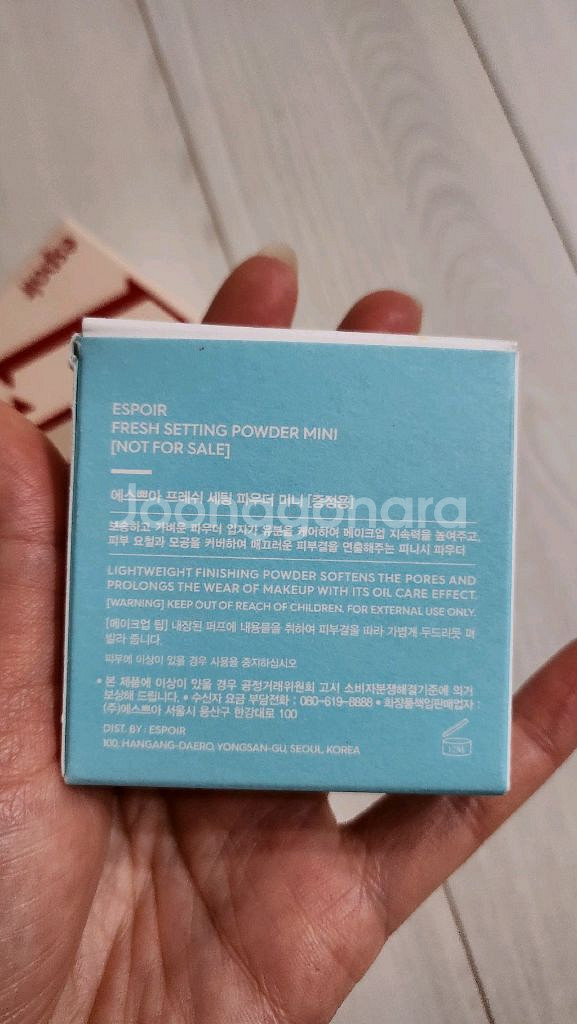 espoir
ESPOIR
FRESH SETTING POWDER MINI
[NOT FOR SALE]
에스쁘아 프레쉬 세팅 파우더 미니 [증정용]
Joongonara
보송하고 가벼운 파우더 입자가 유분을 케어하여 메이크업 지속력을 높여주고,
피부 요철과 모공을 커버하여 매끄러운 피부결을 연출해주는 피니시 파우더
LIGHTWEIGHT FINISHING POWDER SOFTENS THE PORES AND
PROLONGS THE WEAR OF MAKEUP WITH ITS OIL CARE EFFECT.
[WARNING] KEEP OUT OF REACH OF CHILDREN. FOR EXTERNAL USE ONLY.
[메이크업 팁] 내장된 퍼프에 내용물을 취하여 피부결을 따라 가볍게 두드리듯 펴
발라 줍니다.
피부에 이상이 있을 경우 사용을 중지하십시오
• 본 제품에 이상이 있을 경우 공정거래위원회 고시 소비자분쟁해결기준에 의거
보상해 드립니다. • 수신자 요금 부담전화 : 080-619-8888 • 화장품책임판매업자 :
(주)에스쁘아 서울시 용산구 한강대로 100
DIST. BY : ESPOIR
100, HANGANG-DAERO, YONGSAN-GU, SEOUL KOREA
12M